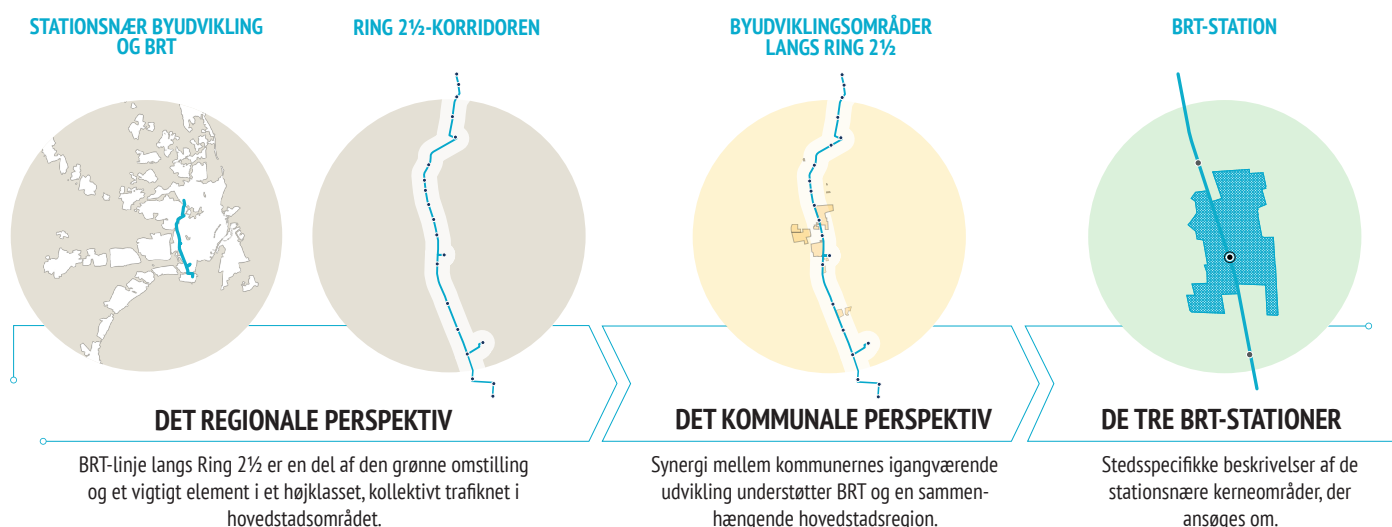 STATIONSNÆR BYUDVIKLING
OG BRT
RING 2½-KORRIDOREN
BYUDVIKLINGSOMRÅDER
LANGS RING 2½
BRT-STATION
DET REGIONALE PERSPEKTIV
BRT-linje langs Ring 2½ er en del af den grønne omstilling
og et vigtigt element i et højklasset, kollektivt trafiknet i
hovedstadsområdet.
DET KOMMUNALE PERSPEKTIV
Synergi mellem kommunernes igangværende
udvikling understøtter BRT og en sammen-
hængende hovedstadsregion.
DE TRE BRT-STATIONER
Stedsspecifikke beskrivelser af de
stationsnære kerneområder, der
ansøges om.